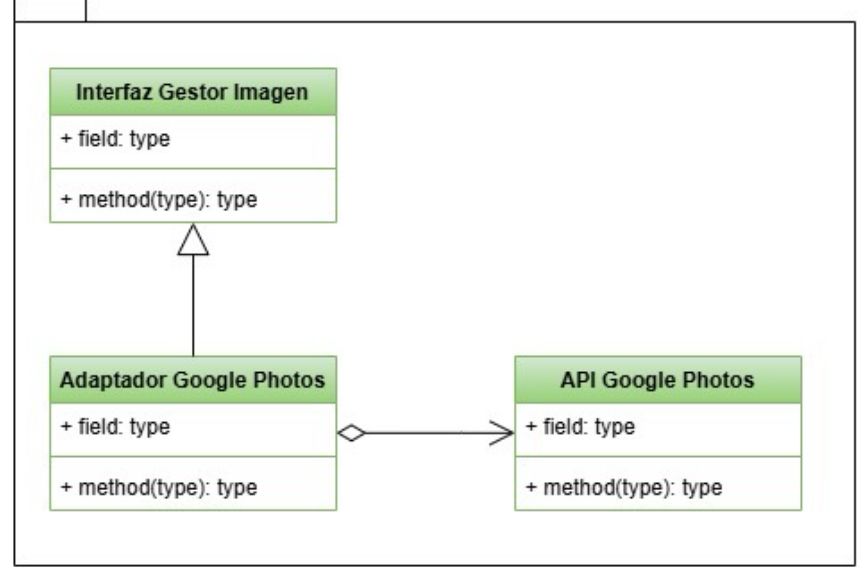 Interfaz Gestor Imagen
+ field: type
+ method(type): type
Adaptador Google Photos
+ field: type
+ method(type): type
API Google Photos
+ field: type
+ method(type): type